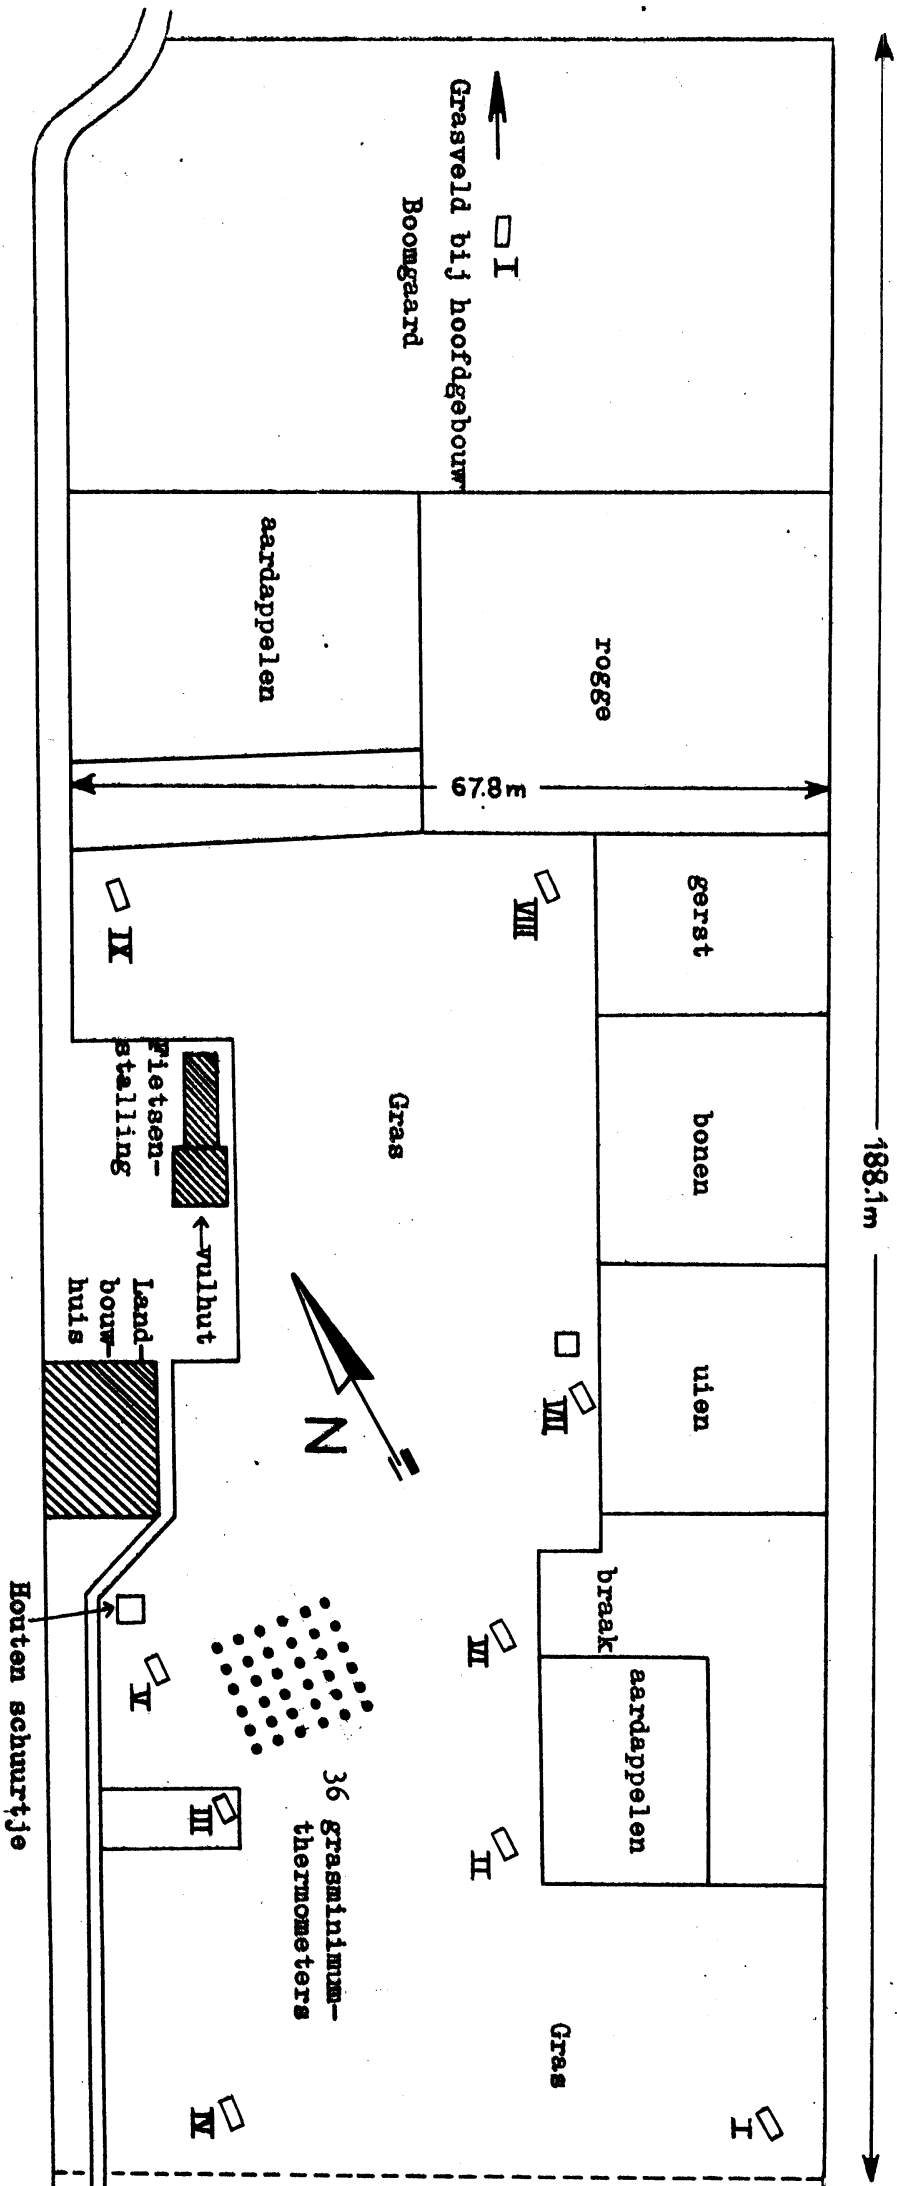 188.1m
I
Grasveld bij hoofdgebouw
Boomgaard
rogge
aardappelen
67.8m
gerst
bonen
uien
VIII
IX
Gras
Fietsen-
stalling
vulhut
Land-
bouw-
huis
N
VII
braak
aardappelen
VI
II
V
III
36 grasminimum-
thermometers
Houten schuurtje
Gras
I
IV